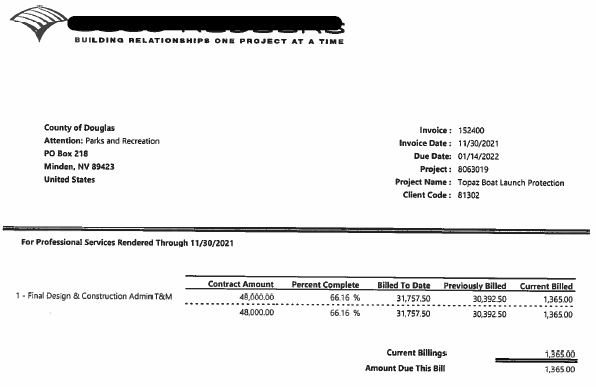 BUILDING RELATIONSHIPS ONE PROJECT AT A TIME
County of Douglas
Attention: Parks and Recreation
PO Box 218
Minden, NV 89423
United States
Invoice : 152400
Invoice Date : 11/30/2021
Due Date: 01/14/2022
Project : 8063019
Project Name : Topaz Boat Launch Protection
Client Code : 81302
For Professional Services Rendered Through 11/30/2021
Contract Amount Percent Complete Billed To Date Previously Billed Current Billed
1 - Final Design & Construction Admin T&M 48,000.00 66.16 % 31,757.50 30,392.50 1,365.00
48,000.00 66.16 % 31,757.50 30,392.50 1,365.00
Current Billings 1,365.00
Amount Due This Bill 1,365.00